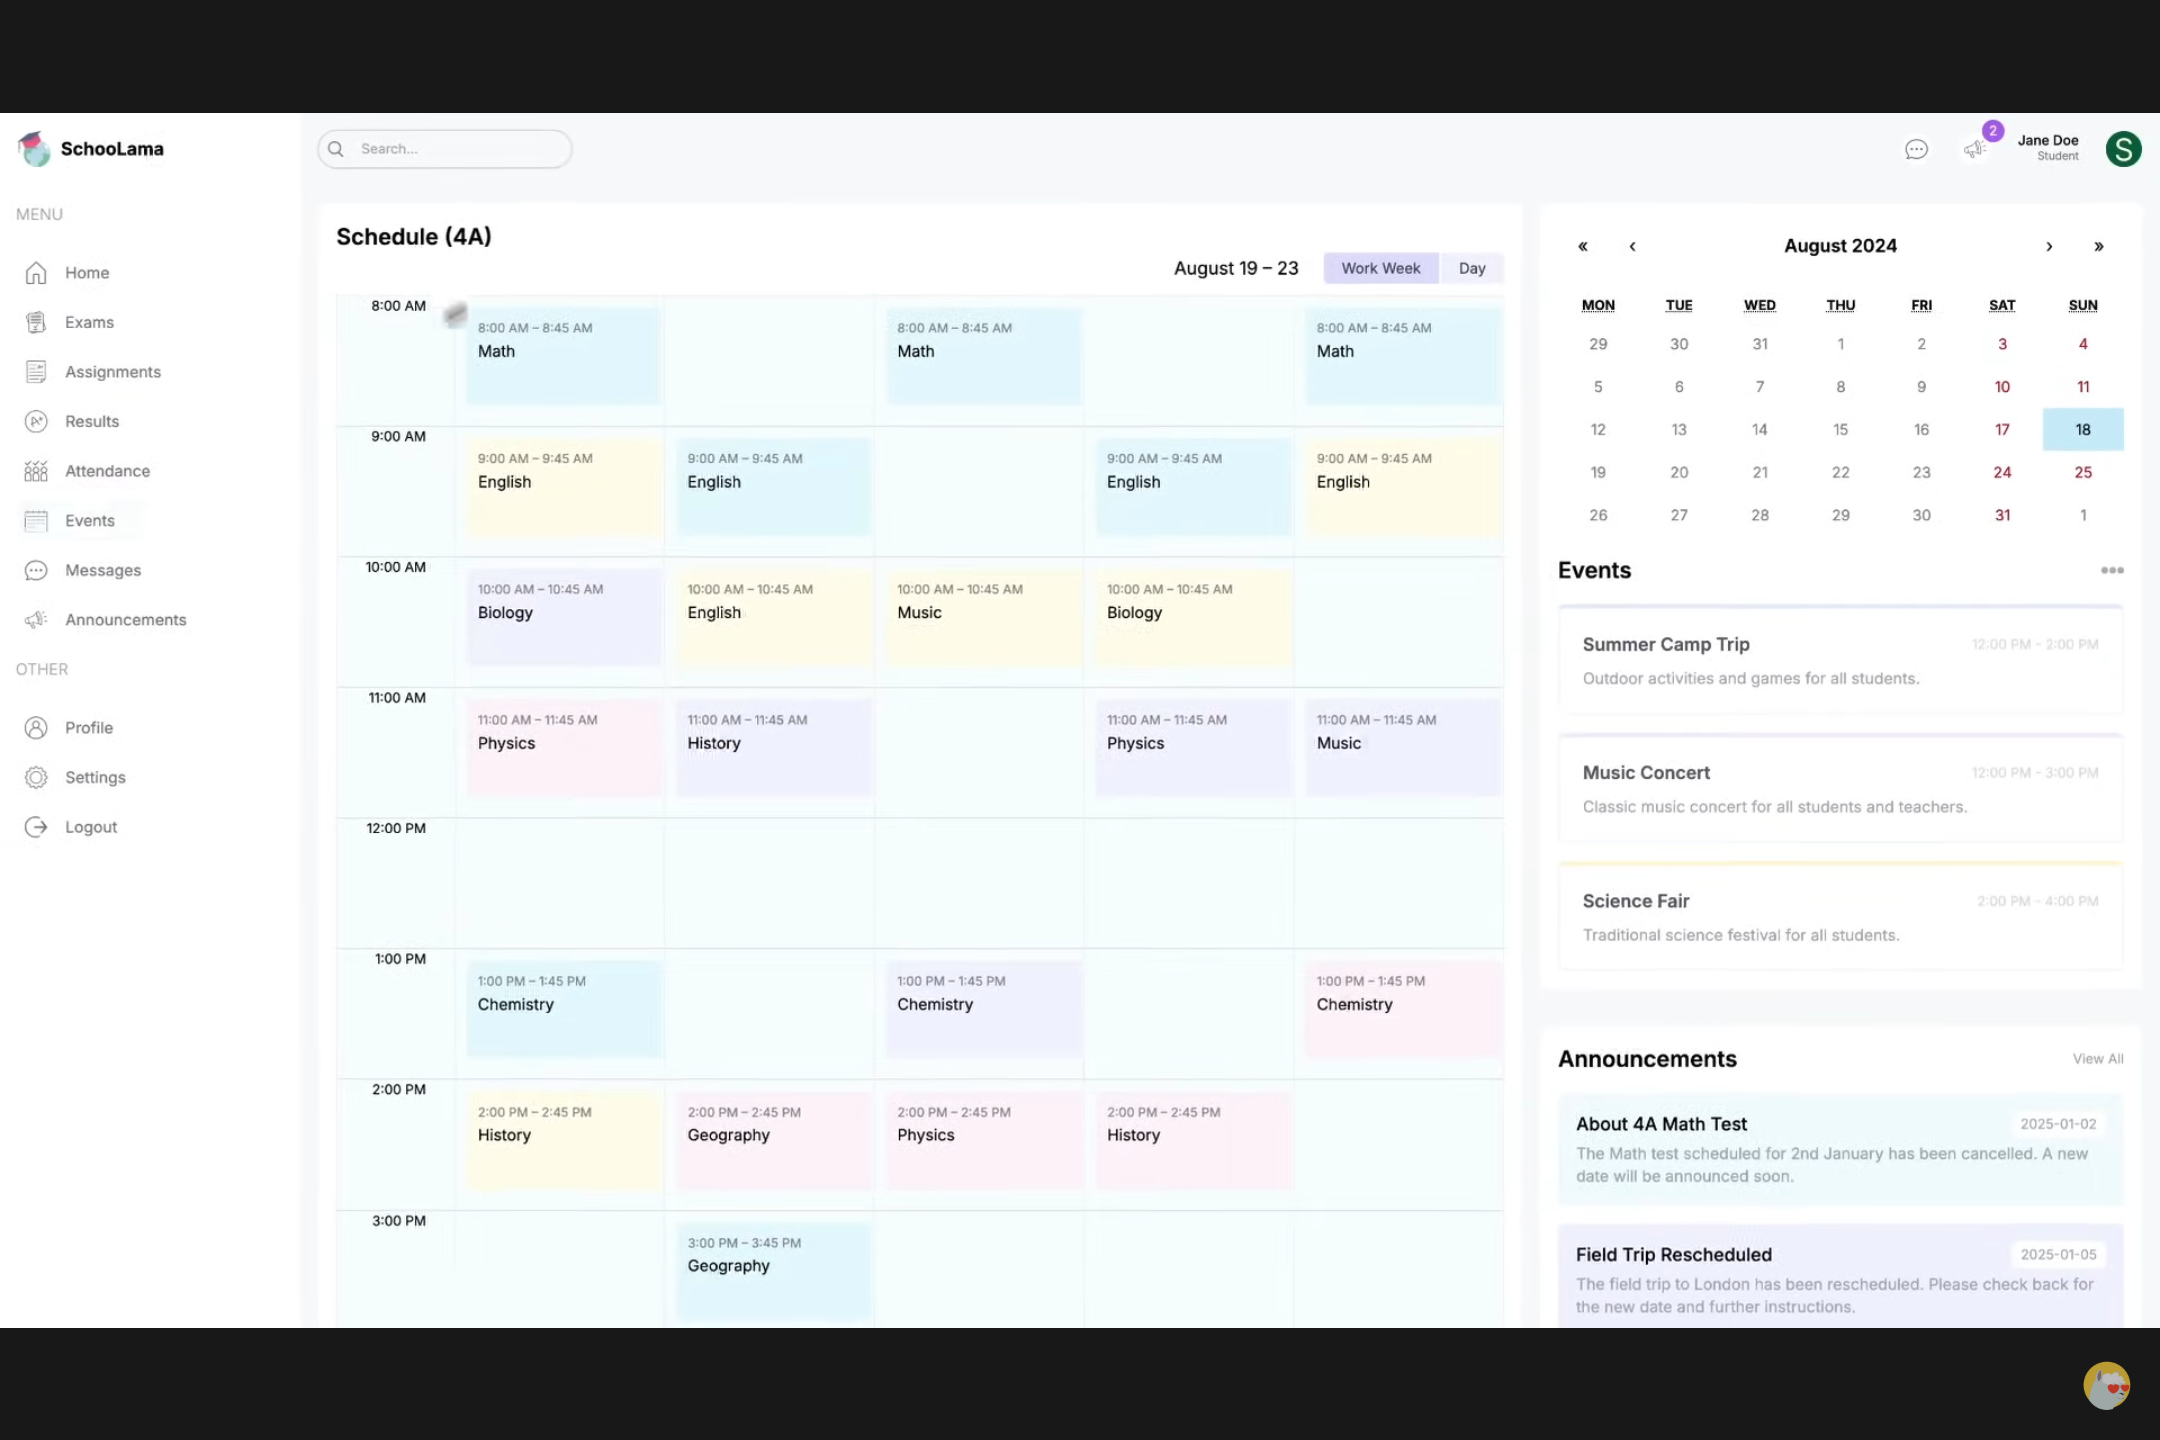 SchooLama
MENU
Home
Exams
Assignments
Results
Attendance
Events
Messages
Announcements
OTHER
Profile
Settings
Logout
Search...
2
Jane Doe
Student
S
Schedule (4A)
August 19 – 23
Work Week
Day
8:00 AM
8:00 AM – 8:45 AM
Math
8:00 AM – 8:45 AM
Math
8:00 AM – 8:45 AM
Math
9:00 AM
9:00 AM – 9:45 AM
English
9:00 AM – 9:45 AM
English
9:00 AM – 9:45 AM
English
9:00 AM – 9:45 AM
English
10:00 AM
10:00 AM – 10:45 AM
Biology
10:00 AM – 10:45 AM
English
10:00 AM – 10:45 AM
Music
10:00 AM – 10:45 AM
Biology
11:00 AM
11:00 AM – 11:45 AM
Physics
11:00 AM – 11:45 AM
History
11:00 AM – 11:45 AM
Physics
11:00 AM – 11:45 AM
Music
12:00 PM
1:00 PM
1:00 PM – 1:45 PM
Chemistry
1:00 PM – 1:45 PM
Chemistry
1:00 PM – 1:45 PM
Chemistry
2:00 PM
2:00 PM – 2:45 PM
History
2:00 PM – 2:45 PM
Geography
2:00 PM – 2:45 PM
Physics
2:00 PM – 2:45 PM
History
3:00 PM
3:00 PM – 3:45 PM
Geography
« ‹ August 2024 › »
MON TUE WED THU FRI SAT SUN
29 30 31 1 2 3 4
5 6 7 8 9 10 11
12 13 14 15 16 17 18
19 20 21 22 23 24 25
26 27 28 29 30 31 1
Events
Summer Camp Trip 12:00 PM - 2:00 PM
Outdoor activities and games for all students.
Music Concert 12:00 PM - 3:00 PM
Classic music concert for all students and teachers.
Science Fair 2:00 PM - 4:00 PM
Traditional science festival for all students.
Announcements View All
About 4A Math Test 2025-01-02
The Math test scheduled for 2nd January has been cancelled. A new
date will be announced soon.
Field Trip Rescheduled 2025-01-05
The field trip to London has been rescheduled. Please check back for
the new date and further instructions.